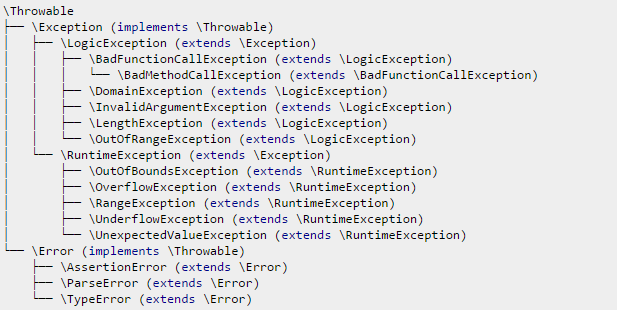 \Throwable
├── \Exception (implements \Throwable)
│   ├── \LogicException (extends \Exception)
│   │   ├── \BadFunctionCallException (extends \LogicException)
│   │   │   └── \BadMethodCallException (extends \BadFunctionCallException)
│   │   ├── \DomainException (extends \LogicException)
│   │   ├── \InvalidArgumentException (extends \LogicException)
│   │   ├── \LengthException (extends \LogicException)
│   │   └── \OutOfRangeException (extends \LogicException)
│   └── \RuntimeException (extends \Exception)
│       ├── \OutOfBoundsException (extends \RuntimeException)
│       ├── \OverflowException (extends \RuntimeException)
│       ├── \RangeException (extends \RuntimeException)
│       ├── \UnderflowException (extends \RuntimeException)
│       └── \UnexpectedValueException (extends \RuntimeException)
└── \Error (implements \Throwable)
    ├── \AssertionError (extends \Error)
    ├── \ParseError (extends \Error)
    └── \TypeError (extends \Error)